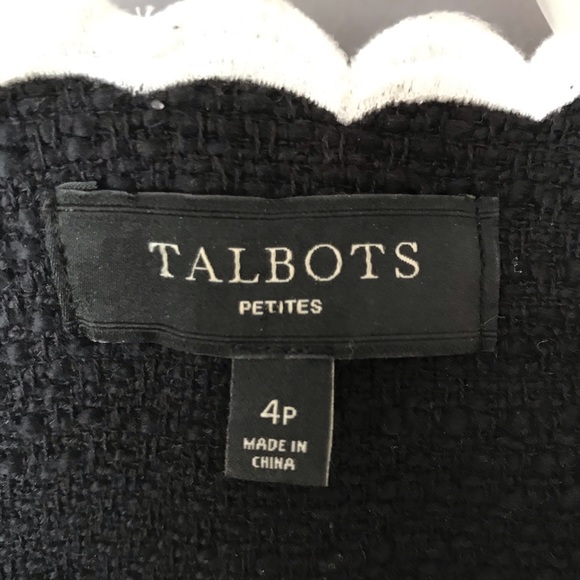 TALBOTS
PETITES
4P
MADE IN
CHINA